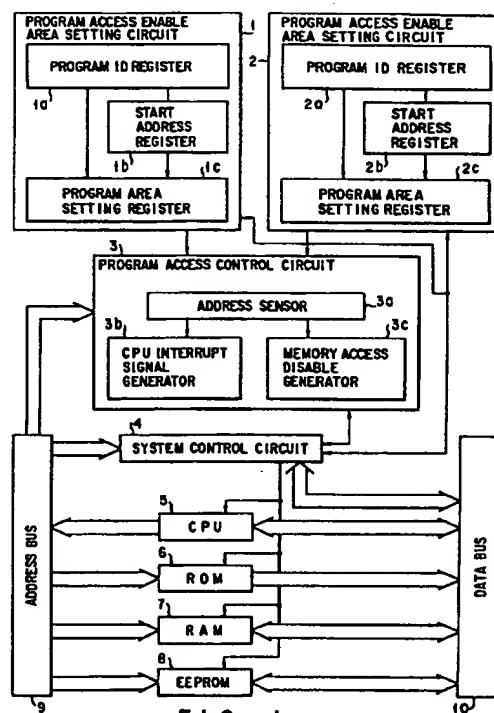 PROGRAM ACCESS ENABLE
AREA SETTING CIRCUIT
1
PROGRAM ID REGISTER
1a
START
ADDRESS
REGISTER
1b
1c
PROGRAM AREA
SETTING REGISTER
PROGRAM ACCESS ENABLE
AREA SETTING CIRCUIT
2
PROGRAM ID REGISTER
2a
START
ADDRESS
REGISTER
2b
2c
PROGRAM AREA
SETTING REGISTER
3
PROGRAM ACCESS CONTROL CIRCUIT
ADDRESS SENSOR
3a
3b
CPU INTERRUPT
SIGNAL
GENERATOR
3c
MEMORY ACCESS
DISABLE
GENERATOR
4
SYSTEM CONTROL CIRCUIT
5
CPU
6
ROM
7
RAM
8
EEPROM
ADDRESS BUS
9
DATA BUS
10